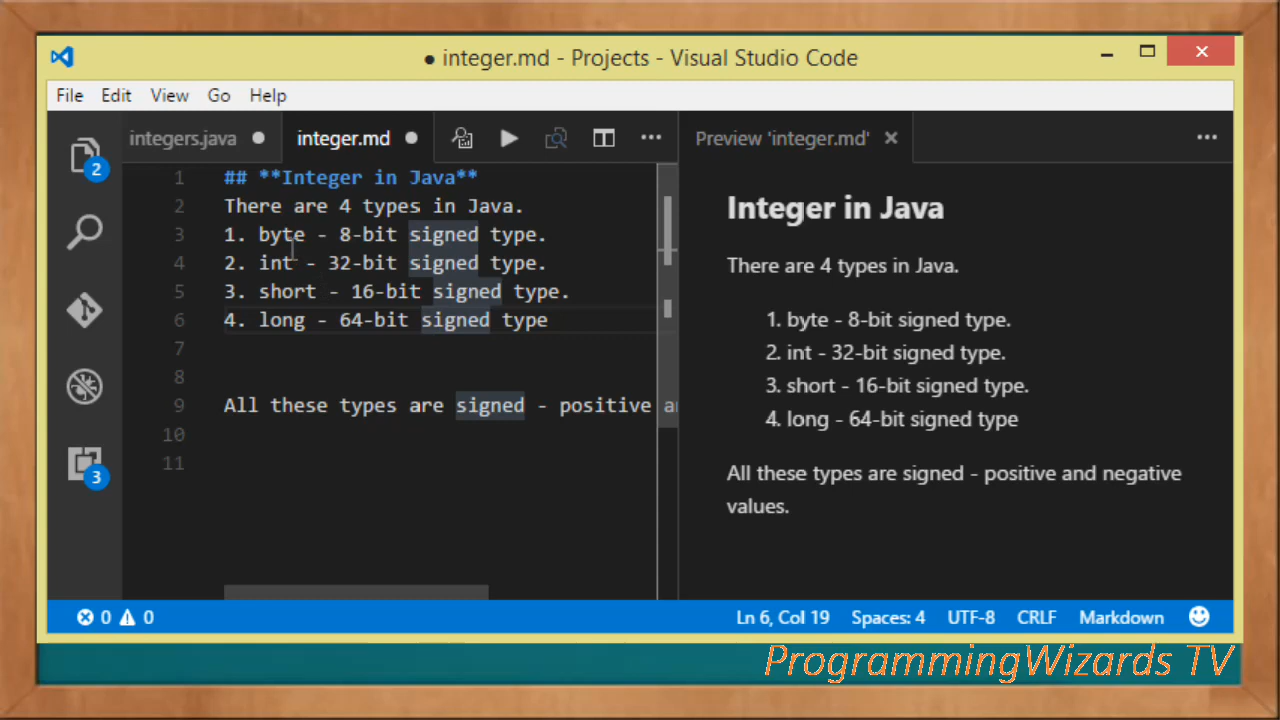 ● integer.md - Projects - Visual Studio Code
File Edit View Go Help
integers.java ● integer.md ● Preview 'integer.md' ✕
2
3
1 ## **Integer in Java**
2 There are 4 types in Java.
3 1. byte - 8-bit signed type.
4 2. int - 32-bit signed type.
5 3. short - 16-bit signed type.
6 4. long - 64-bit signed type
7
8
9 All these types are signed - positive an
10
11
Integer in Java
There are 4 types in Java.
1. byte - 8-bit signed type.
2. int - 32-bit signed type.
3. short - 16-bit signed type.
4. long - 64-bit signed type
All these types are signed - positive and negative
values.
0 0 Ln 6, Col 19 Spaces: 4 UTF-8 CRLF Markdown
ProgrammingWizards TV